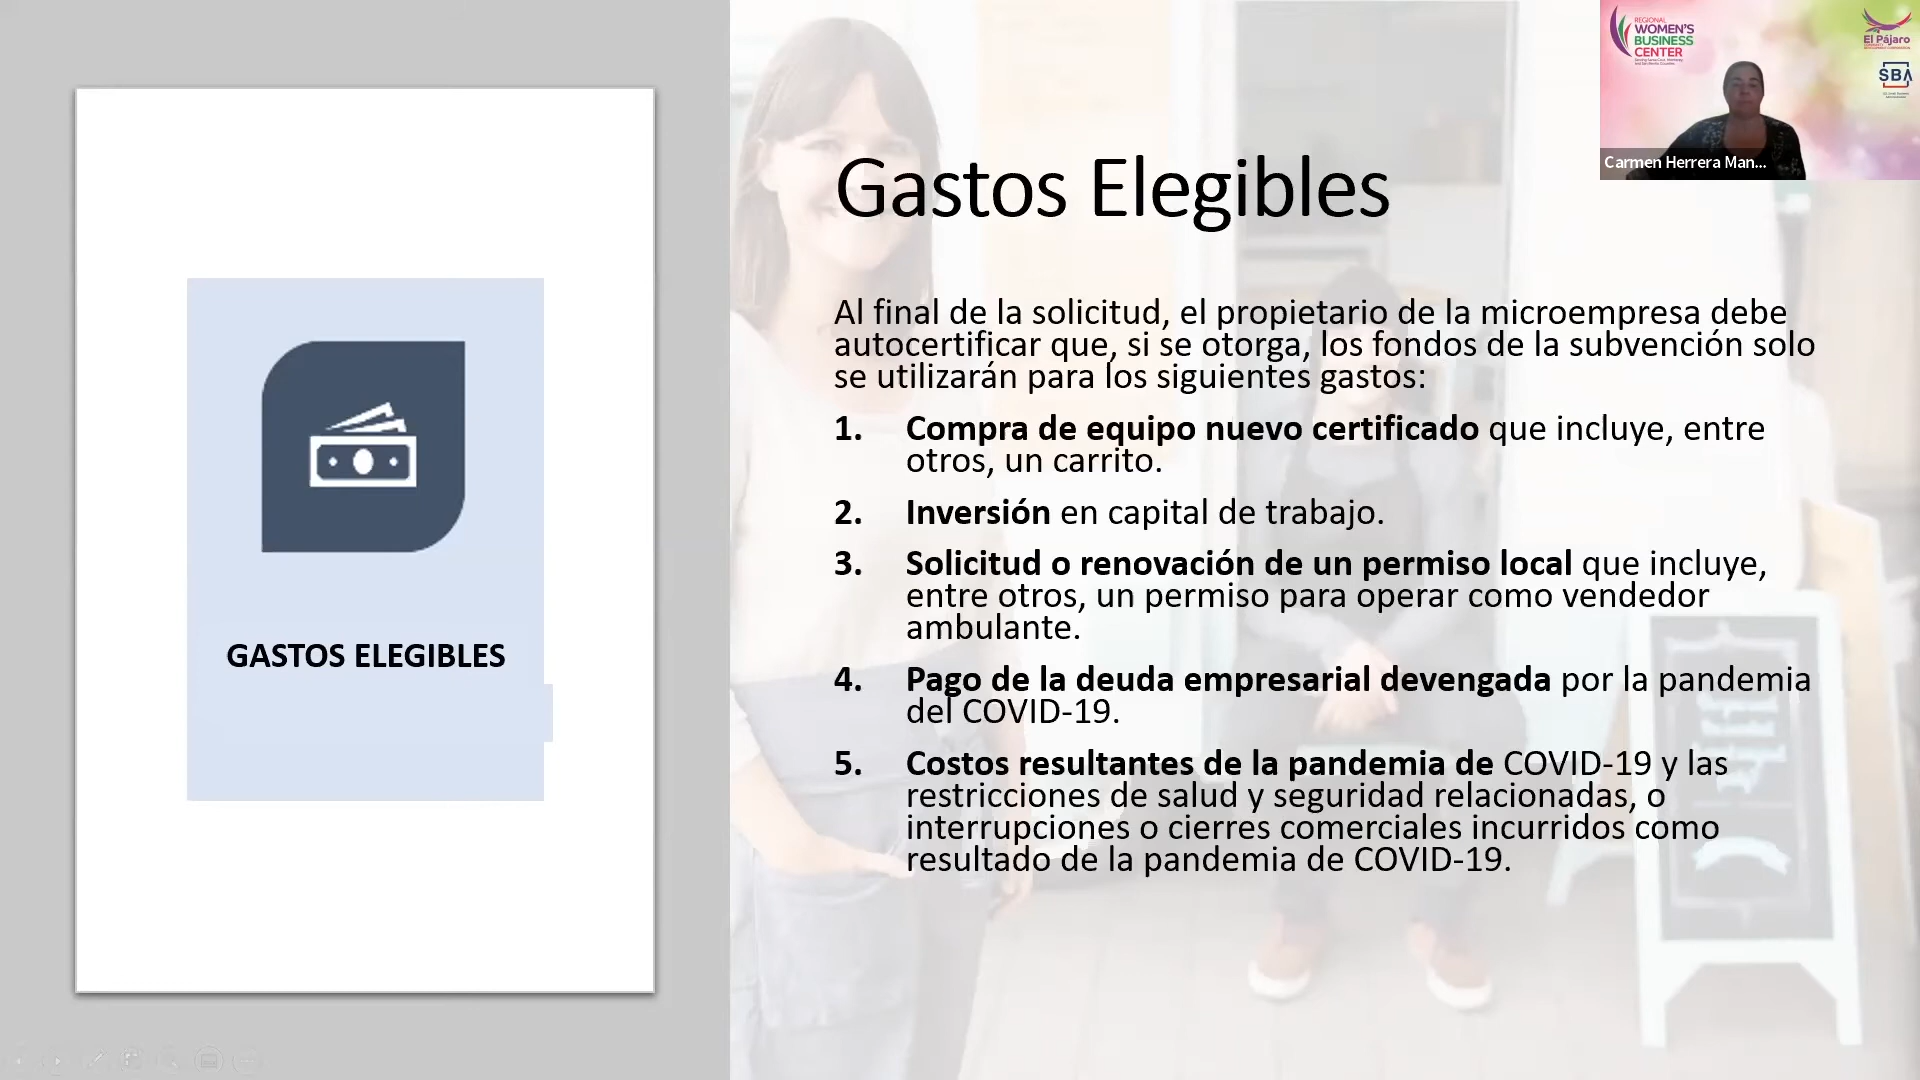 GASTOS ELEGIBLES
Gastos Elegibles
Al final de la solicitud, el propietario de la microempresa debe
autocertificar que, si se otorga, los fondos de la subvención solo
se utilizarán para los siguientes gastos:
1. Compra de equipo nuevo certificado que incluye, entre
otros, un carrito.
2. Inversión en capital de trabajo.
3. Solicitud o renovación de un permiso local que incluye,
entre otros, un permiso para operar como vendedor
ambulante.
4. Pago de la deuda empresarial devengada por la pandemia
del COVID-19.
5. Costos resultantes de la pandemia de COVID-19 y las
restricciones de salud y seguridad relacionadas, o
interrupciones o cierres comerciales incurridos como
resultado de la pandemia de COVID-19.
REGIONAL
WOMEN'S
BUSINESS
CENTER
El Pájaro
SBA
Carmen Herrera Man...